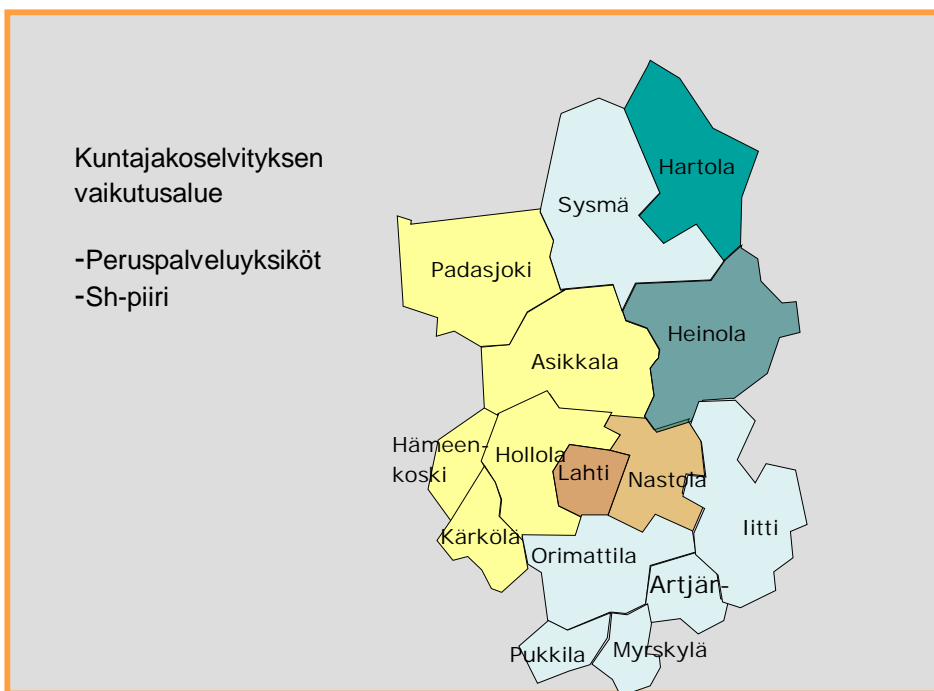 Kuntajakoselvityksen
vaikutusalue
-Peruspalveluyksiköt
-Sh-piiri
Hartola
Sysmä
Padasjoki
Heinola
Asikkala
Hämeen-
koski
Hollola
Lahti
Nastola
Iitti
Kärkölä
Orimattila
Artjär-
Pukkila
Myrskylä